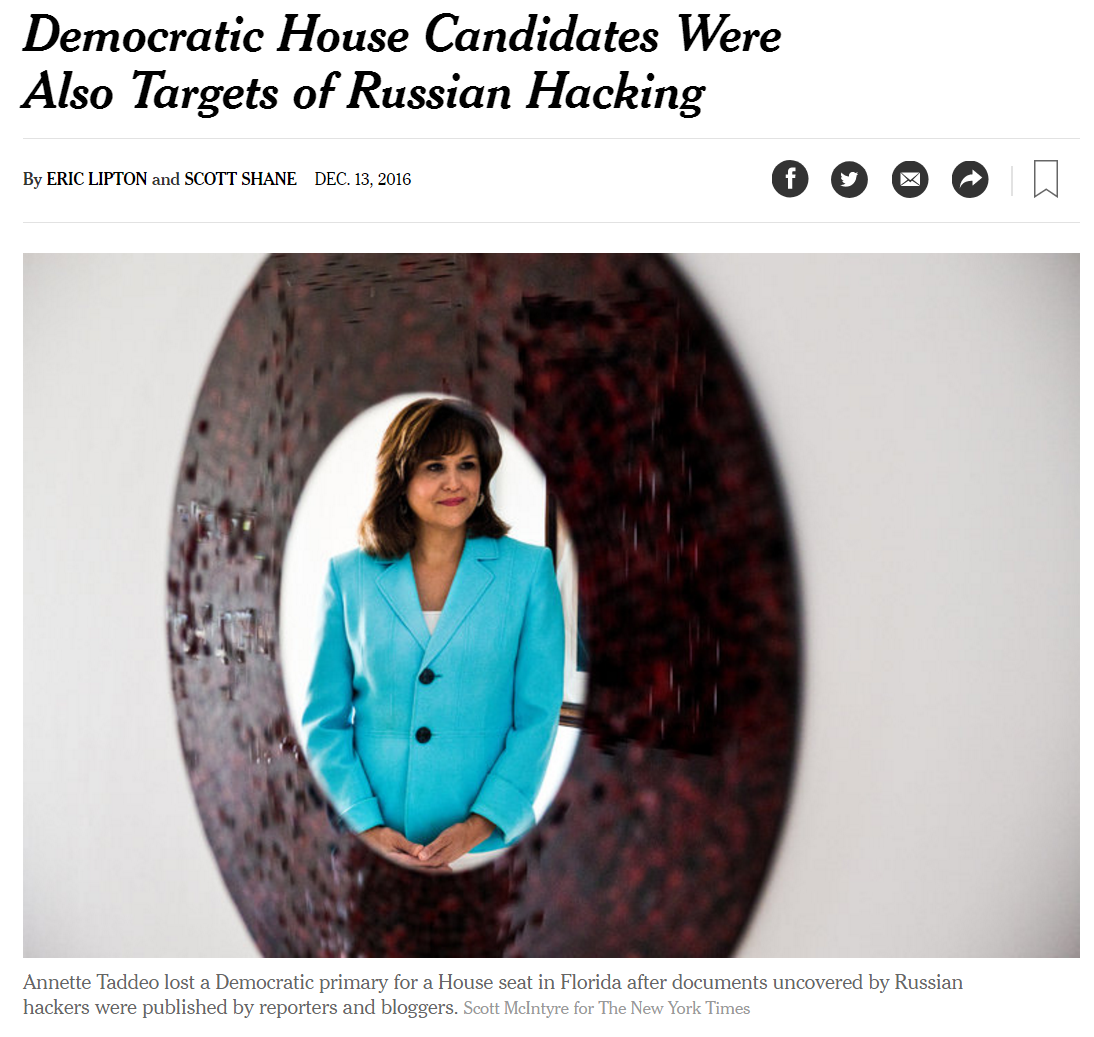 Democratic House Candidates Were
Also Targets of Russian Hacking
By ERIC LIPTON and SCOTT SHANE DEC. 13, 2016
Annette Taddeo lost a Democratic primary for a House seat in Florida after documents uncovered by Russian
hackers were published by reporters and bloggers. Scott McIntyre for The New York Times